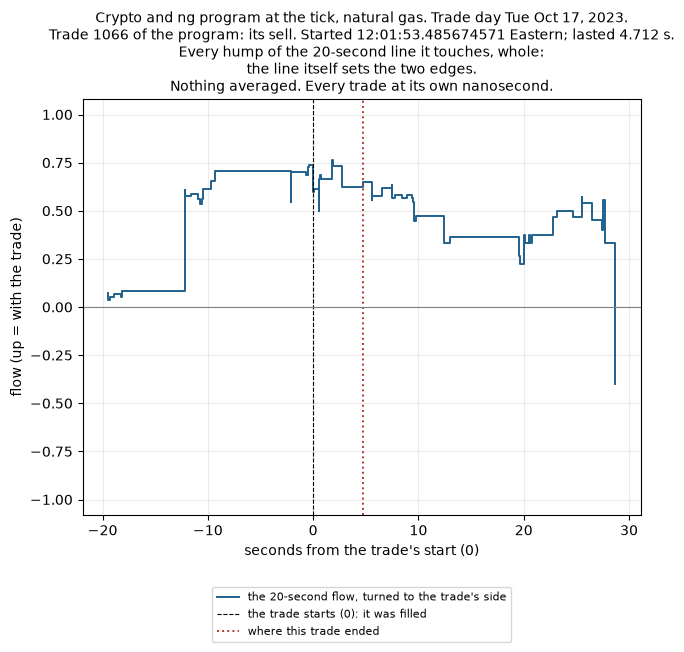 Crypto and ng program at the tick, natural gas. Trade day Tue Oct 17, 2023.
Trade 1066 of the program: its sell. Started 12:01:53.485674571 Eastern; lasted 4.712 s.
Every hump of the 20-second line it touches, whole:
the line itself sets the two edges.
Nothing averaged. Every trade at its own nanosecond.
1.00
0.75
0.50
0.25
0.00
−0.25
−0.50
−0.75
−1.00
flow (up = with the trade)
−20
−10
0
10
20
30
seconds from the trade's start (0)
the 20-second flow, turned to the trade's side
the trade starts (0): it was filled
where this trade ended